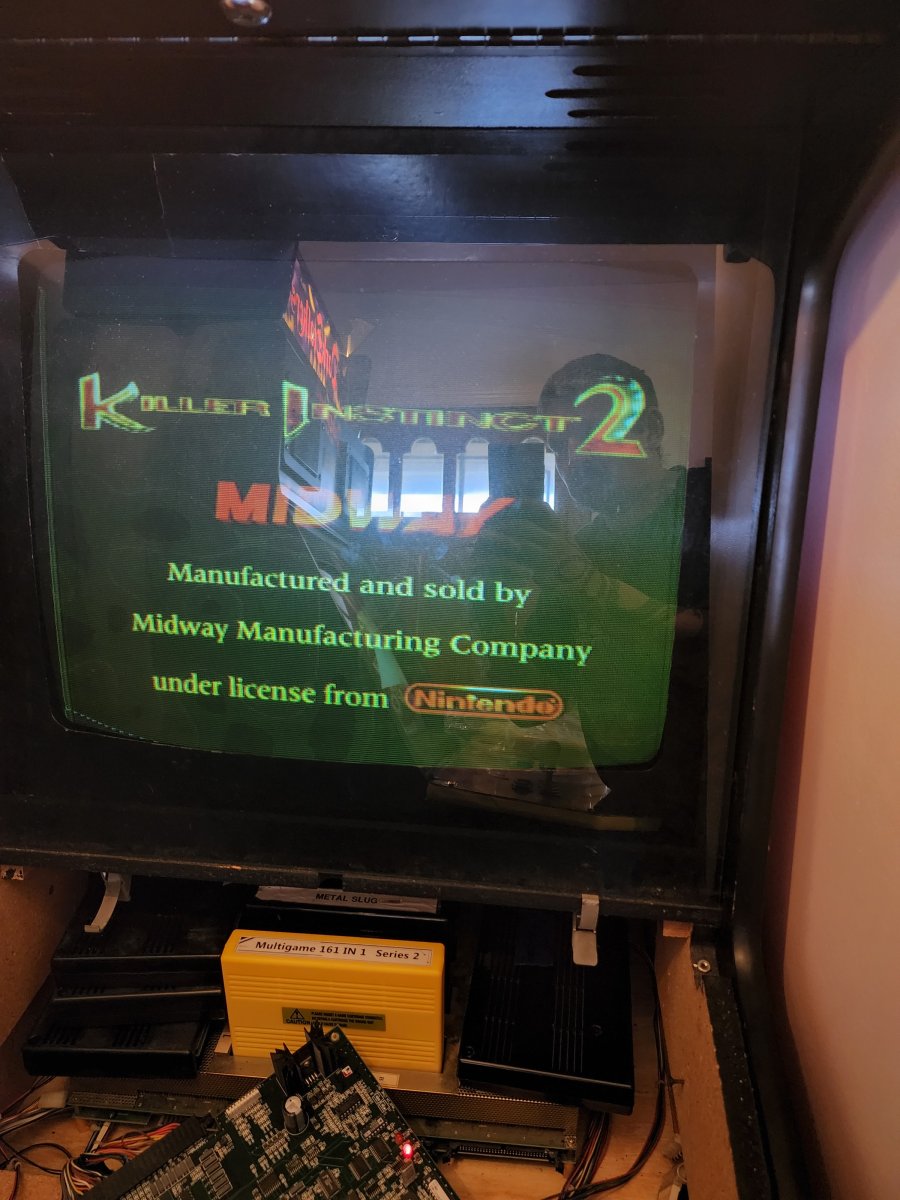 KILLER INSTINCT 2
MIDWAY
Manufactured and sold by
Midway Manufacturing Company
under license from Nintendo
METAL SLUG
Multigame 161 IN 1 Series 2
CAUTION